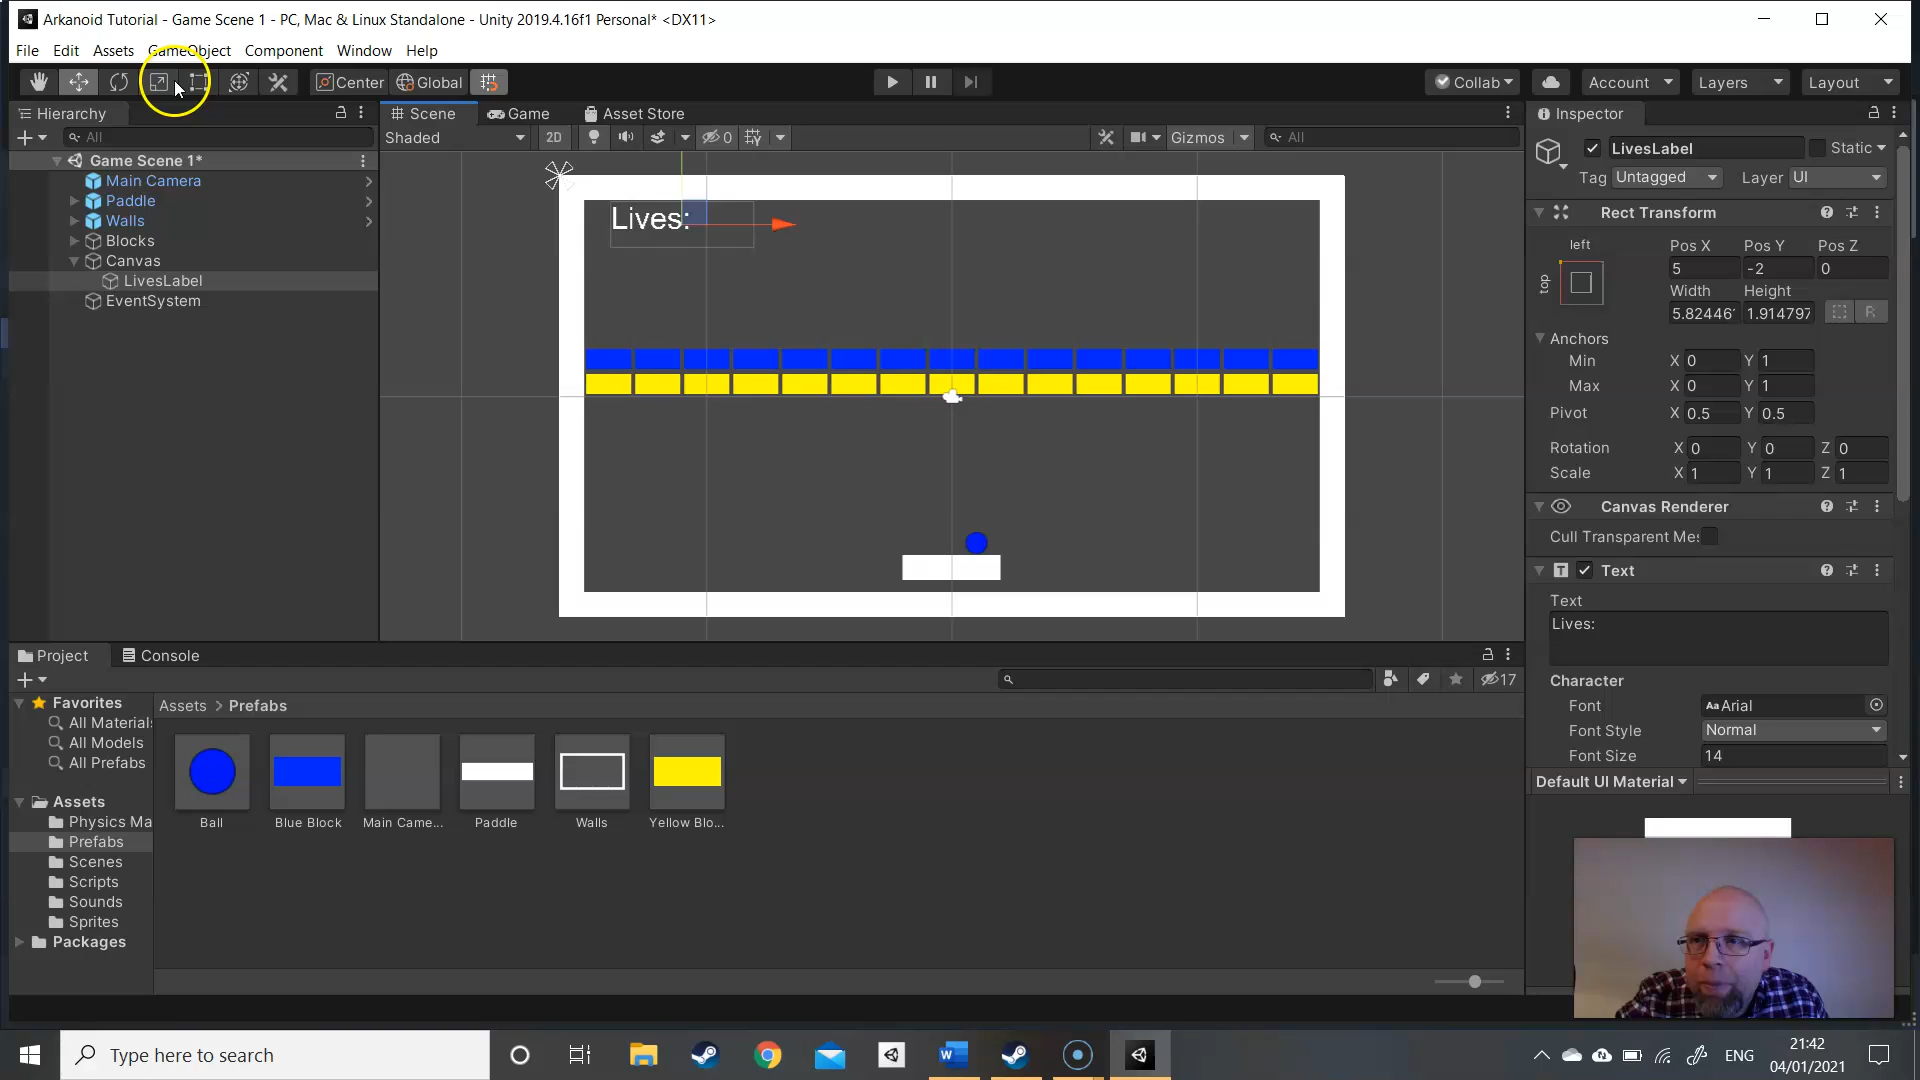 Arkanoid Tutorial - Game Scene 1 - PC, Mac & Linux Standalone - Unity 2019.4.16f1 Personal* <DX11>
File Edit Assets GameObject Component Window Help
Center Global Collab Account Layers Layout
Hierarchy
All
Game Scene 1*
Main Camera
Paddle
Walls
Blocks
Canvas
LivesLabel
EventSystem
Scene Game Asset Store
Shaded 2D 0 Gizmos All
Lives:
Inspector
LivesLabel Static
Tag Untagged Layer UI
Rect Transform
left
top
Pos X Pos Y Pos Z
5 -2 0
Width Height
5.82446 1.914797 R
Anchors
Min X 0 Y 1
Max X 0 Y 1
Pivot X 0.5 Y 0.5
Rotation X 0 Y 0 Z 0
Scale X 1 Y 1 Z 1
Canvas Renderer
Cull Transparent Mes
T Text
Text
Lives:
Character
Font Aa Arial
Font Style Normal
Font Size 14
Default UI Material
Project Console
17
Favorites
All Materials
All Models
All Prefabs
Assets
Physics Ma
Prefabs
Scenes
Scripts
Sounds
Sprites
Packages
Assets > Prefabs
Ball Blue Block Main Came... Paddle Walls Yellow Blo...
Type here to search
W
ENG
21:42
04/01/2021